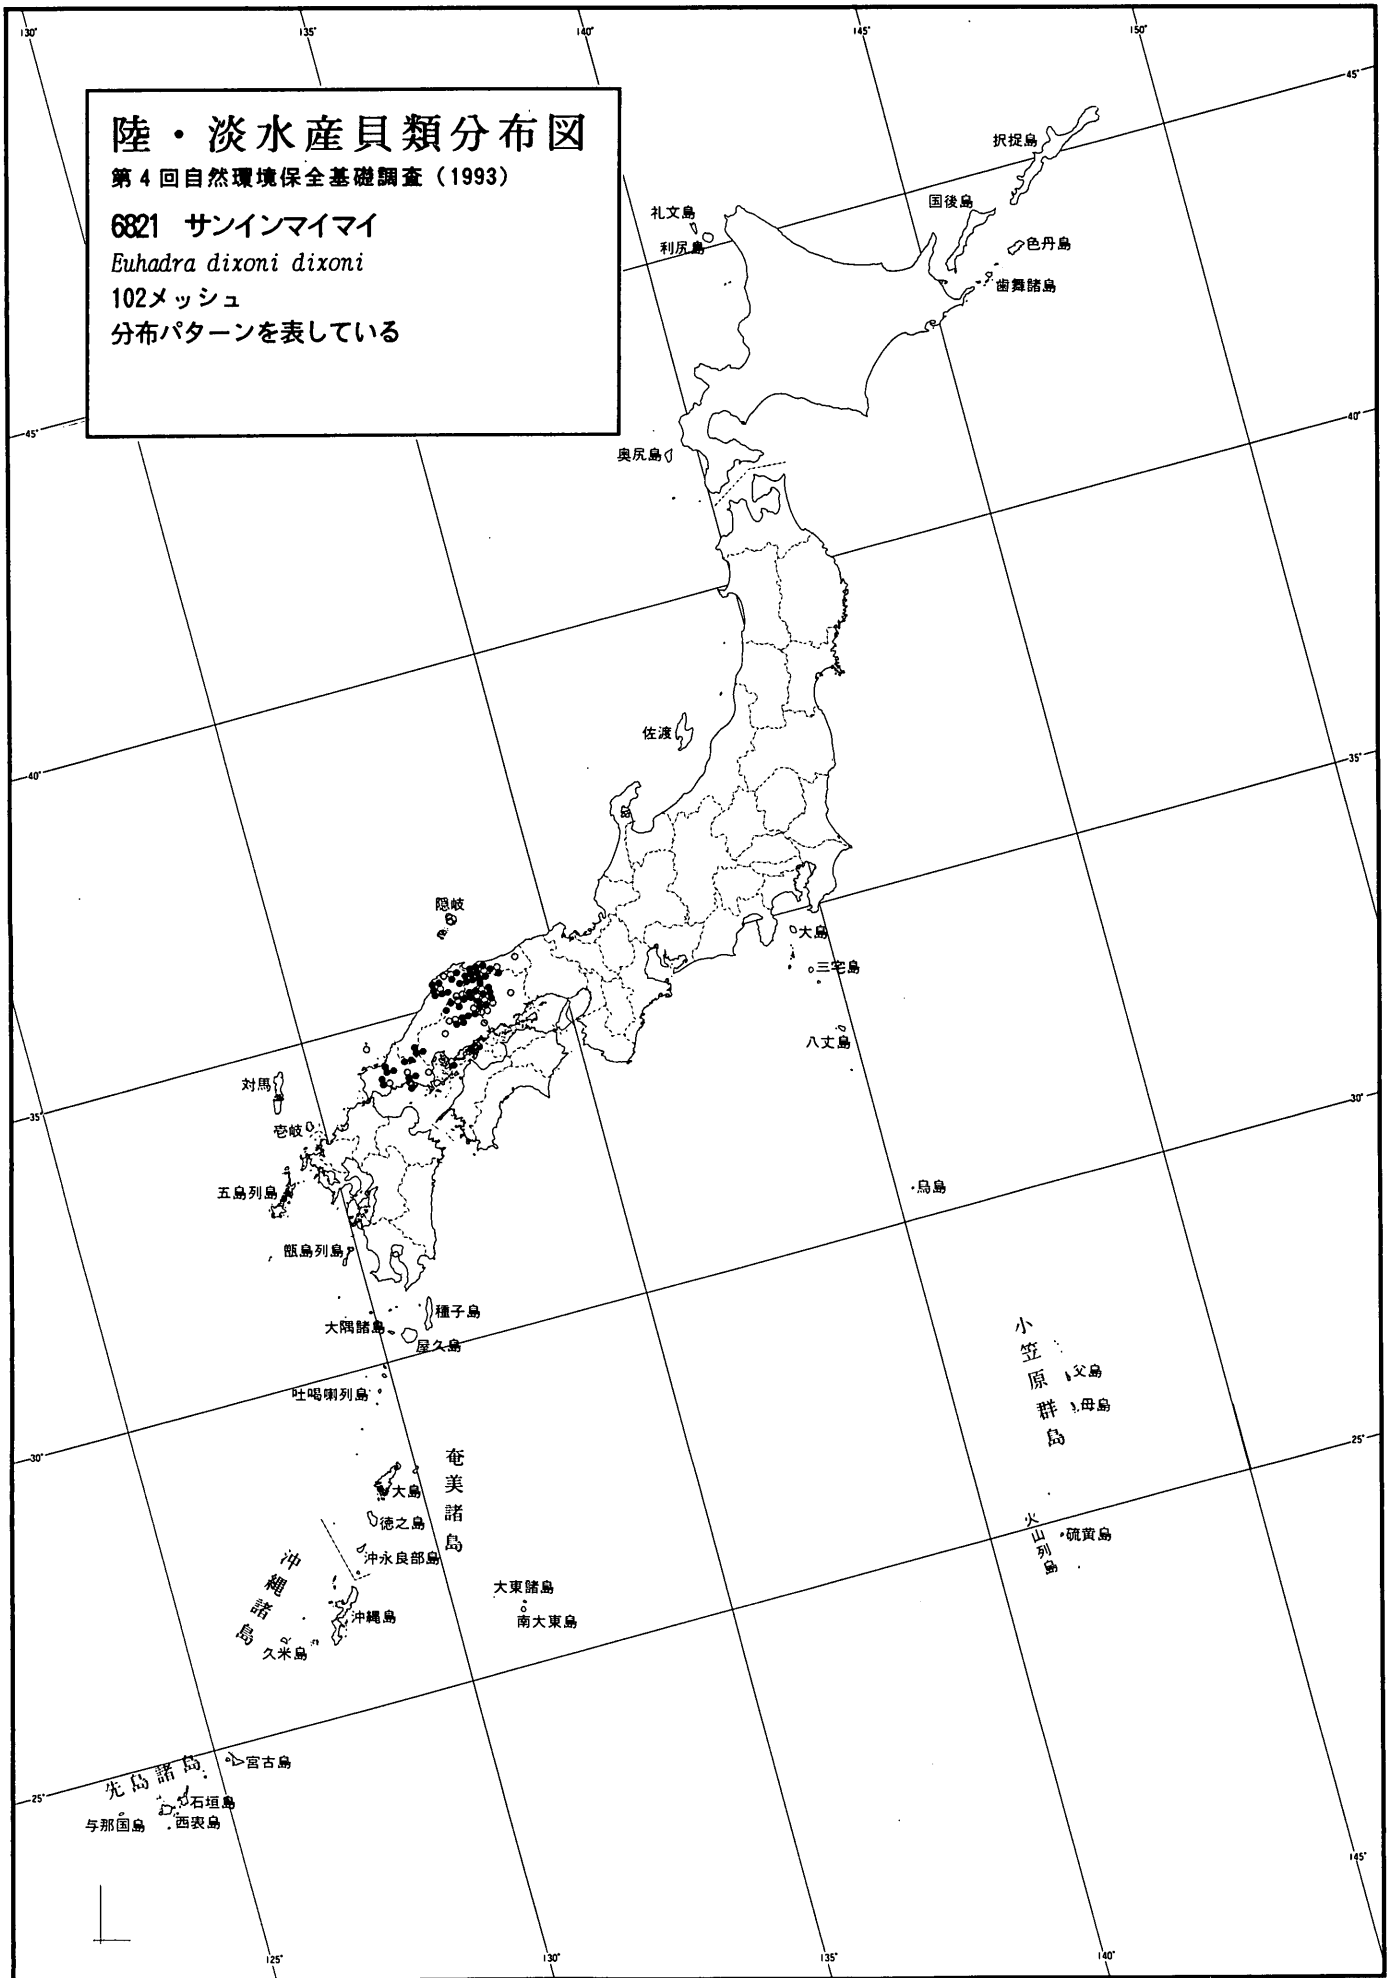 130°
135°
140°
145°
150°
45°
陸・淡水産貝類分布図
第4回自然環境保全基礎調査（1993）
6821 サンインマイマイ
Euhadra dixoni dixoni
102メッシュ
分布パターンを表している
択捉島
国後島
色丹島
歯舞諸島
礼文島
利尻島
奥尻島
45°
40°
佐渡
40°
35°
隠岐
大島
三宅島
八丈島
対馬
壱岐
35°
30°
五島列島
鳥島
甑島列島
種子島
大隅諸島
屋久島
吐喝喇列島
小笠原群島
父島
母島
30°
25°
奄美諸島
大島
徳之島
沖永良部島
火山列島
硫黄島
沖縄諸島
沖縄島
久米島
大東諸島
南大東島
先島諸島
宮古島
石垣島
西表島
与那国島
25°
145°
125°
130°
135°
140°